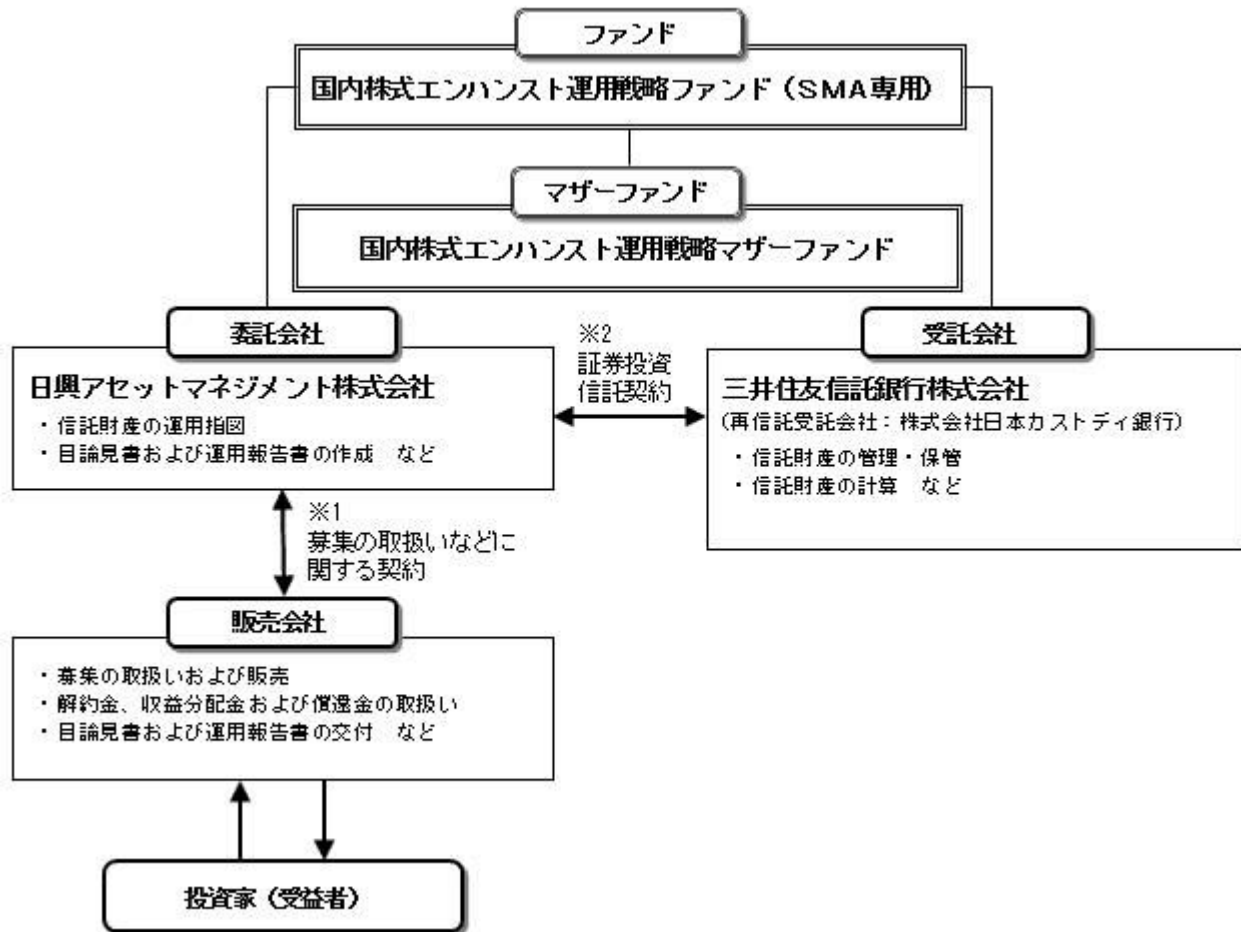 ファンド
国内株式エンハンスト運用戦略ファンド（ＳＭＡ専用）
マザーファンド
国内株式エンハンスト運用戦略マザーファンド
委託会社
日興アセットマネジメント株式会社
・信託財産の運用指図
・目論見書および運用報告書の作成　など
※2
証券投資
信託契約
受託会社
三井住友信託銀行株式会社
(再信託受託会社：株式会社日本カストディ銀行)
・信託財産の管理・保管
・信託財産の計算　など
※1
募集の取扱いなどに
関する契約
販売会社
・募集の取扱いおよび販売
・解約金、収益分配金および償還金の取扱い
・目論見書および運用報告書の交付　など
投資家（受益者）